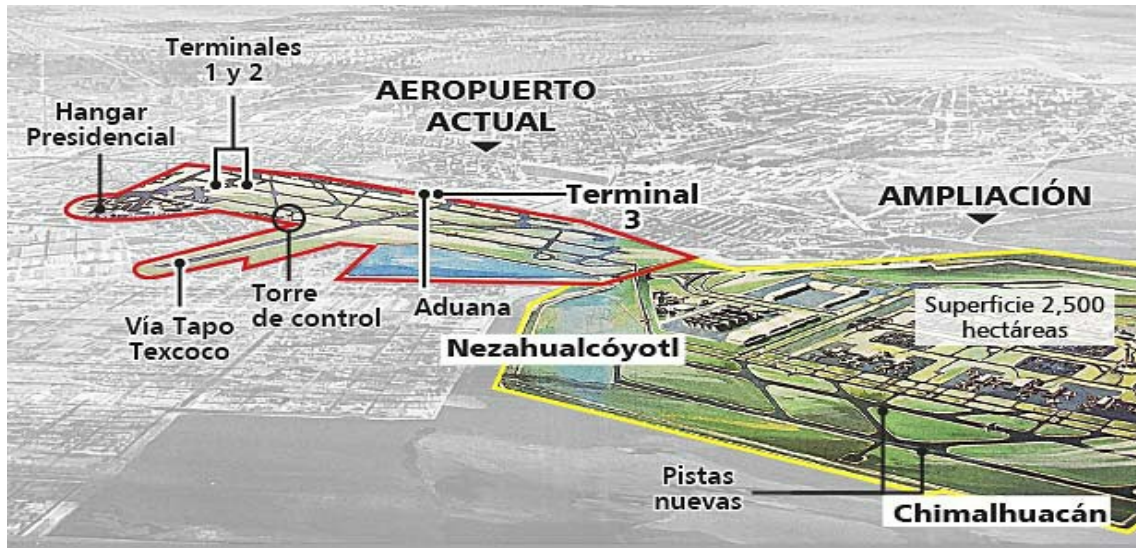 Terminales
1 y 2
Hangar
Presidencial
AEROPUERTO
ACTUAL
Terminal
3
AMPLIACIÓN
Superficie 2,500
hectáreas
Torre
de control
Aduana
Vía Tapo
Texcoco
Nezahualcóyotl
Pistas
nuevas
Chimalhuacán